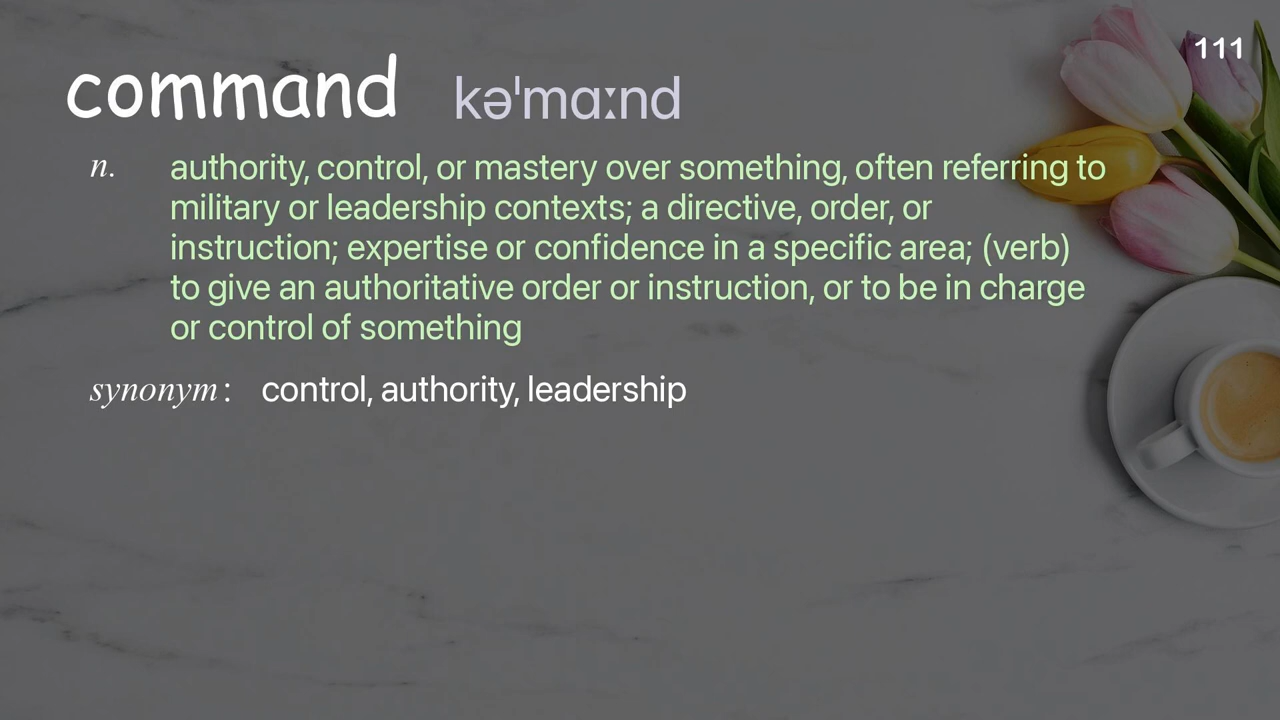 111
command kəˈmɑːnd
n. authority, control, or mastery over something, often referring to
military or leadership contexts; a directive, order, or
instruction; expertise or confidence in a specific area; (verb)
to give an authoritative order or instruction, or to be in charge
or control of something
synonym: control, authority, leadership